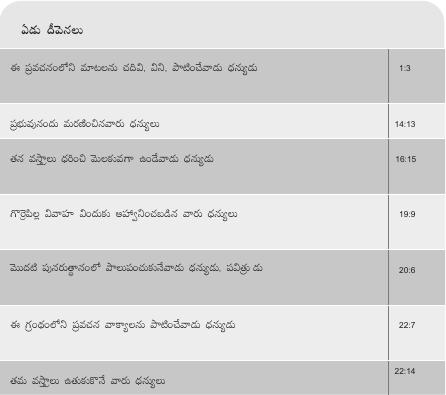 ఏడు దీవెనలు
ఈ ప్రవచనంలోని మాటలను చదివి, విని, పాటించేవాడు ధన్యుడు 1:3
ప్రభువునందు మరణించినవారు ధన్యులు 14:13
తన వస్త్రాలు ధరించి మెలకువగా ఉండేవాడు ధన్యుడు 16:15
గొర్రెపిల్ల వివాహ విందుకు ఆహ్వానించబడిన వారు ధన్యులు 19:9
మొదటి పునరుత్థానంలో పాలుపంచుకునేవాడు ధన్యుడు, పవిత్రు డు 20:6
ఈ గ్రంథంలోని ప్రవచన వాక్యాలను పాటించేవాడు ధన్యుడు 22:7
తమ వస్త్రాలు ఉతుకుకొనే వారు ధన్యులు 22:14